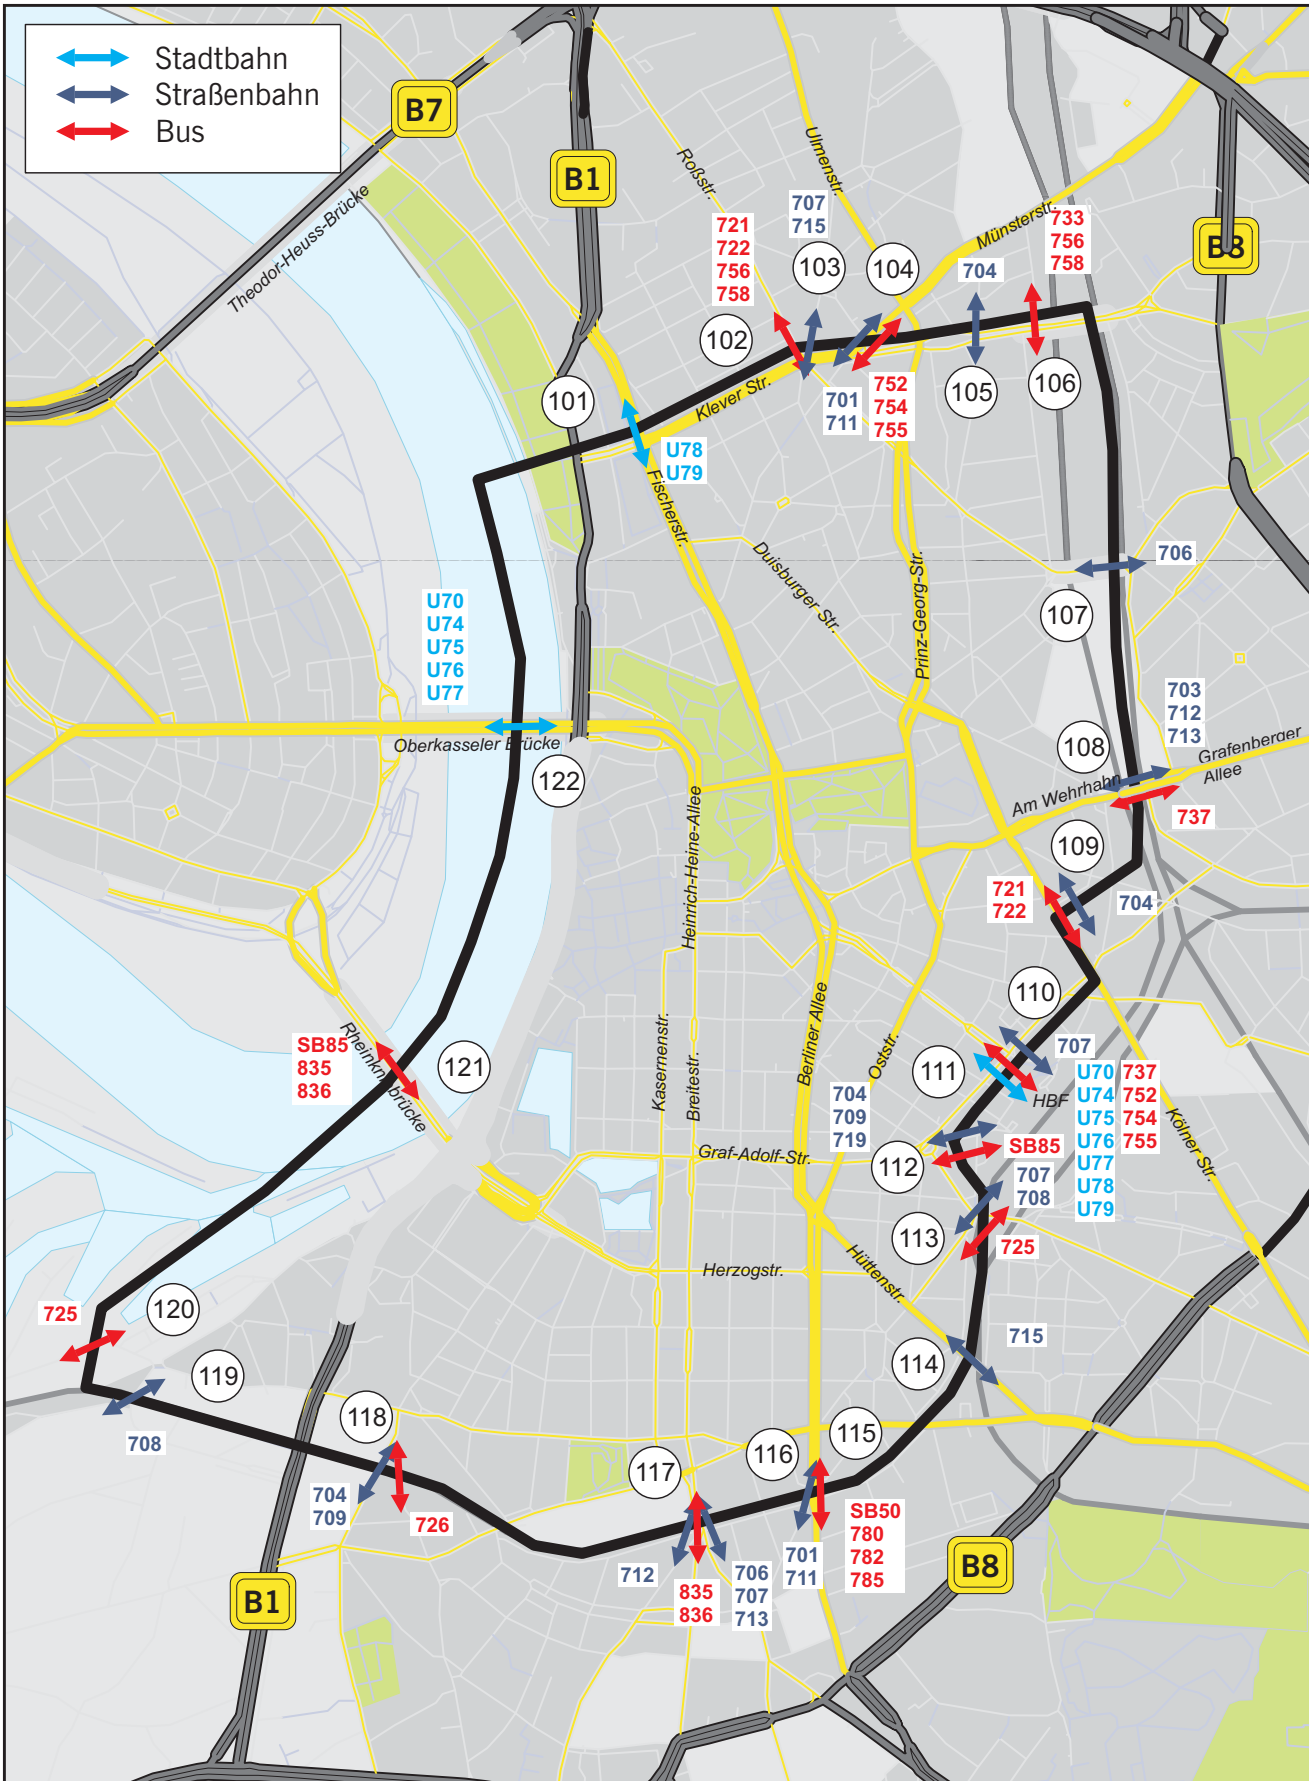 Stadtbahn
Straßenbahn
Bus
B7
B1
B8
Theodor-Heuss-Brücke
Roßstr.
Ulmenstr.
Münsterstr.
707
715
721
722
756
758
733
756
758
103
104
704
102
101
105
106
Klever Str.
701
711
752
754
755
U78
U79
Fischerstr.
Duisburger Str.
Prinz-Georg-Str.
706
107
U70
U74
U75
U76
U77
703
712
713
108
Grafenberger
Allee
Am Wehrhahn
737
Oberkasseler Brücke
122
Heinrich-Heine-Allee
109
721
722
704
110
Berliner Allee
Oststr.
Kasernenstr.
Breitestr.
Rheinkniebrücke
SB85
835
836
121
111
707
HBF
U70
U74
U75
U76
U77
U78
U79
737
752
754
755
Kölner Str.
704
709
719
SB85
Graf-Adolf-Str.
112
707
708
113
725
Herzogstr.
Hüttenstr.
725
120
715
114
119
118
708
115
116
117
704
709
726
SB50
780
782
785
701
711
712
835
836
706
707
713
B1
B8